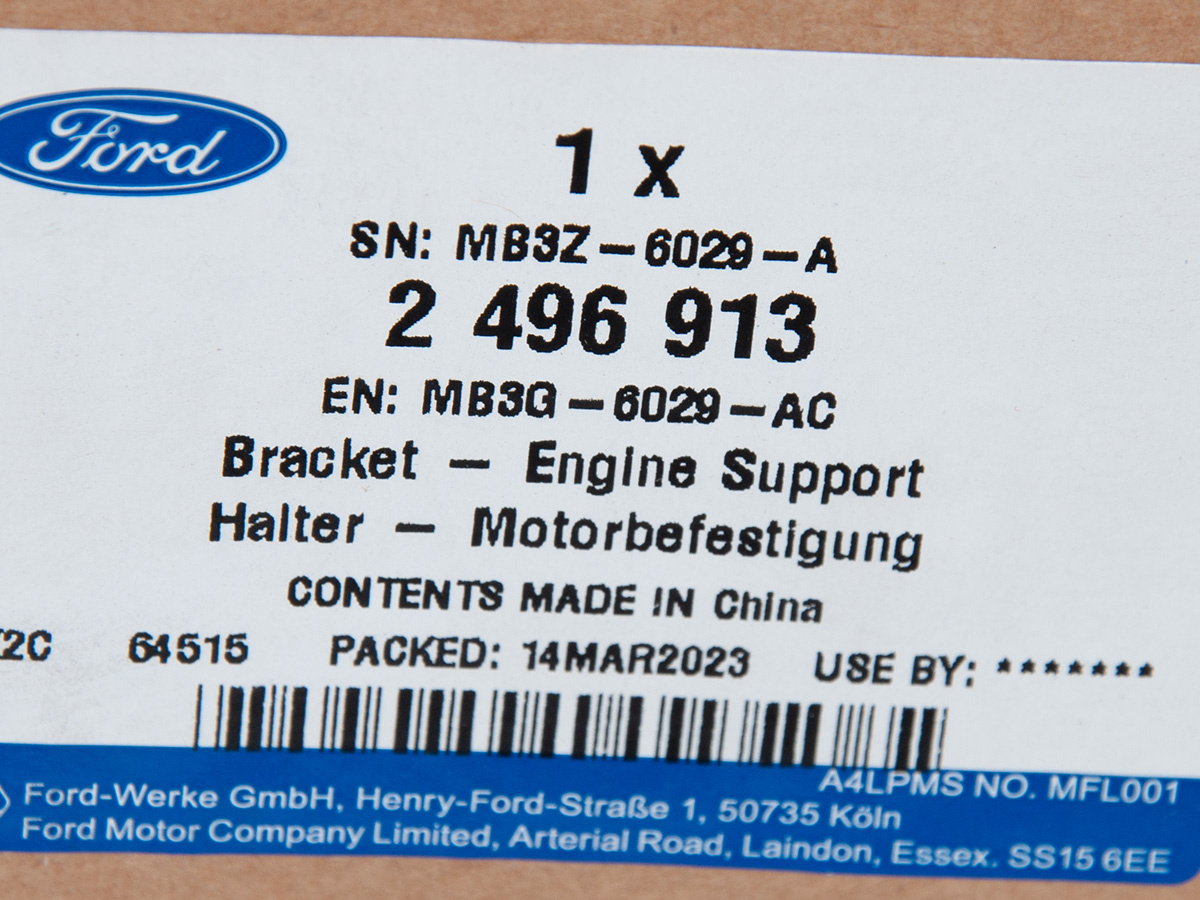 Ford
1 x
SN: MB3Z-6029-A
2 496 913
EN: MB3G-6029-AC
Bracket - Engine Support
Halter - Motorbefestigung
CONTENTS MADE IN China
64515 PACKED: 14MAR2023 USE BY: *******
A4LPMS NO. MFL001
Ford-Werke GmbH, Henry-Ford-Straße 1, 50735 Köln
Ford Motor Company Limited, Arterial Road, Laindon, Essex. SS15 6EE